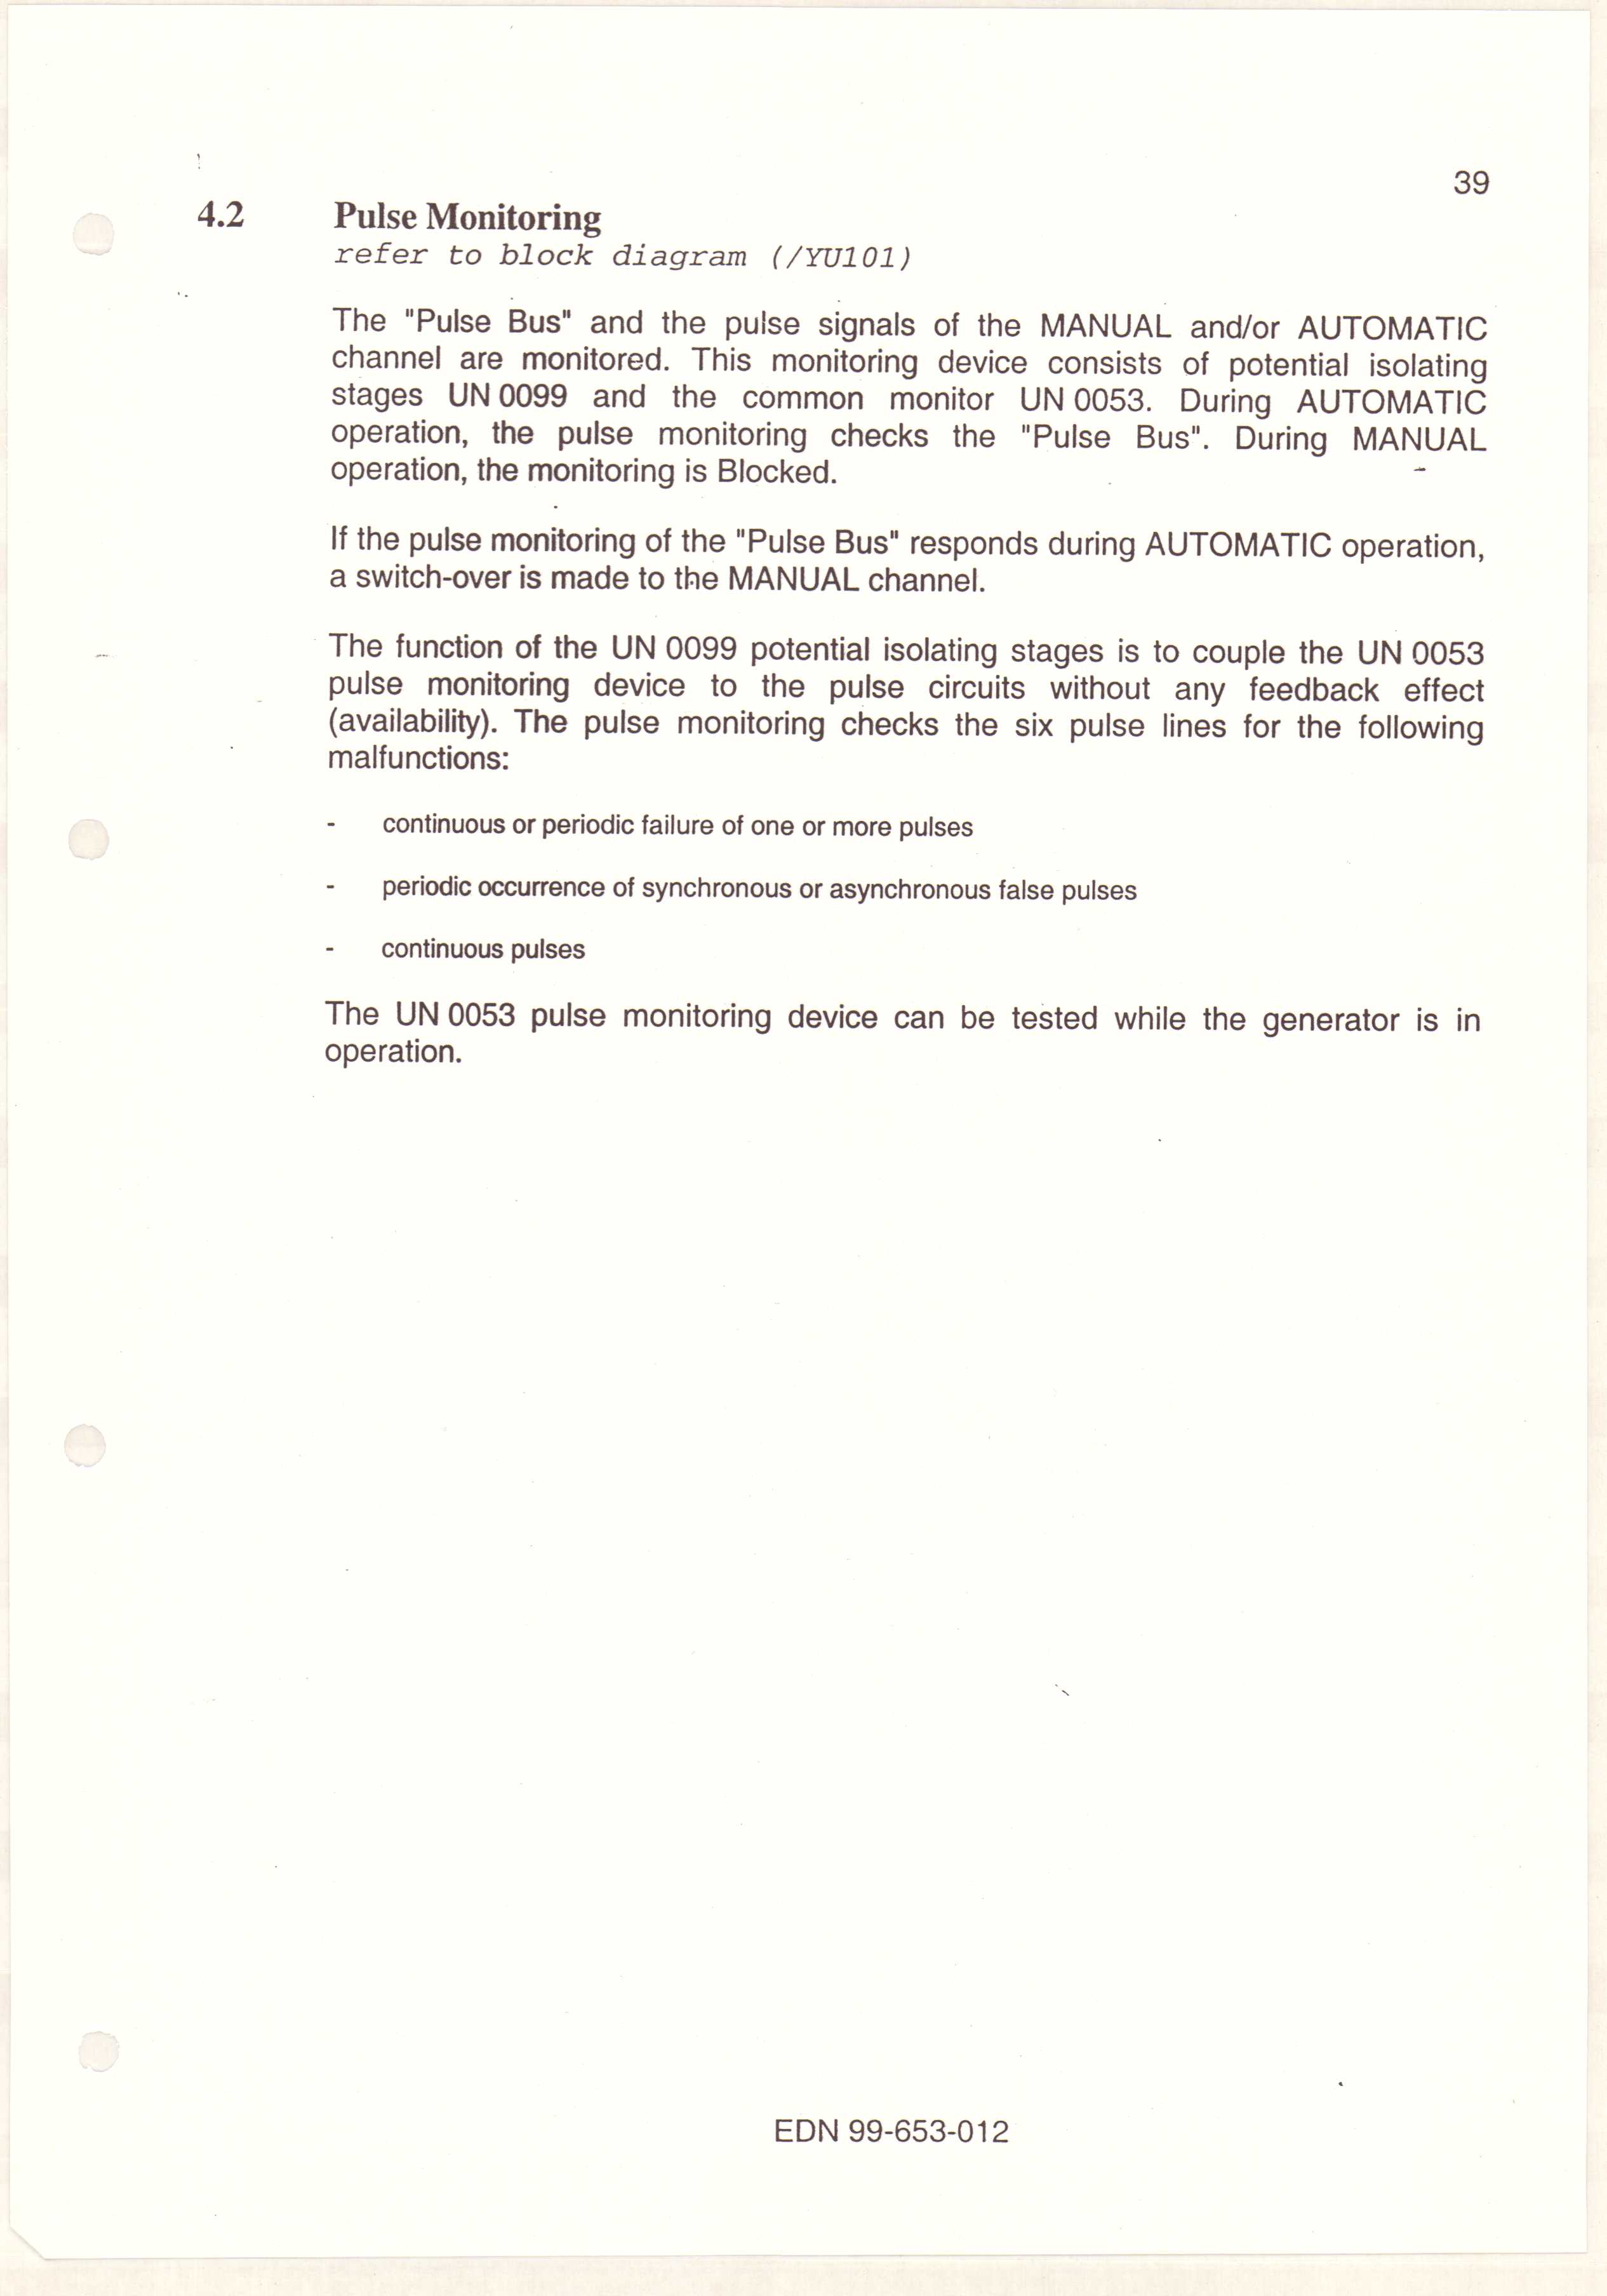 39
4.2 Pulse Monitoring
refer to block diagram (/YU101)
The "Pulse Bus" and the pulse signals of the MANUAL and/or AUTOMATIC
channel are monitored. This monitoring device consists of potential isolating
stages UN 0099 and the common monitor UN 0053. During AUTOMATIC
operation, the pulse monitoring checks the "Pulse Bus". During MANUAL
operation, the monitoring is Blocked.
If the pulse monitoring of the "Pulse Bus" responds during AUTOMATIC operation,
a switch-over is made to the MANUAL channel.
The function of the UN 0099 potential isolating stages is to couple the UN 0053
pulse monitoring device to the pulse circuits without any feedback effect
(availability). The pulse monitoring checks the six pulse lines for the following
malfunctions:
- continuous or periodic failure of one or more pulses
- periodic occurrence of synchronous or asynchronous false pulses
- continuous pulses
The UN 0053 pulse monitoring device can be tested while the generator is in
operation.
EDN 99-653-012